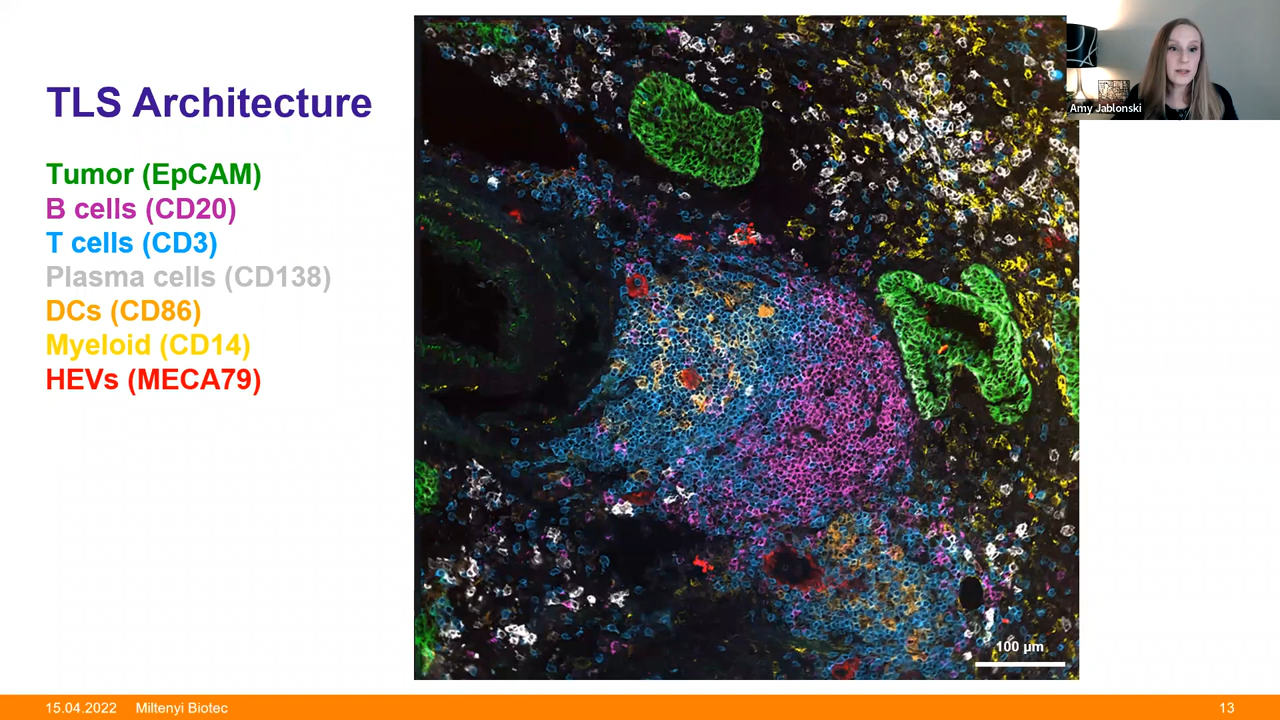 TLS Architecture
Tumor (EpCAM)
B cells (CD20)
T cells (CD3)
Plasma cells (CD138)
DCs (CD86)
Myeloid (CD14)
HEVs (MECA79)
Amy Jablonski
100 µm
15.04.2022 Miltenyi Biotec
13